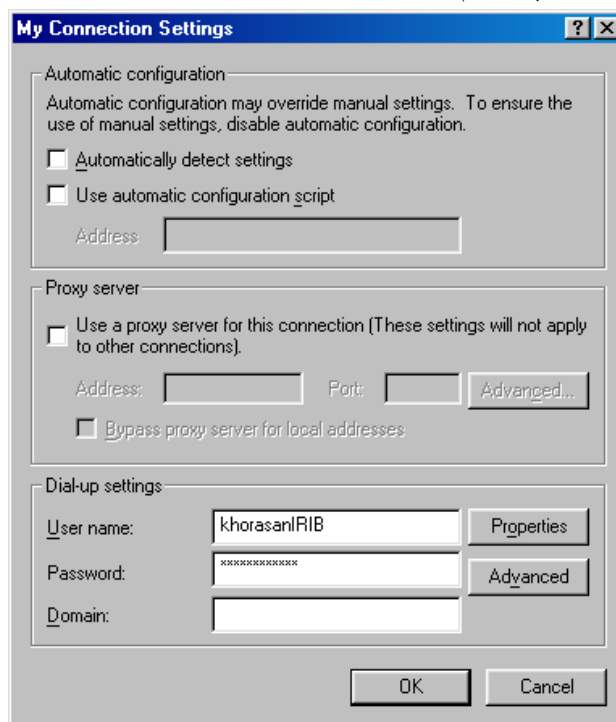 My Connection Settings
Automatic configuration
Automatic configuration may override manual settings. To ensure the
use of manual settings, disable automatic configuration.
Automatically detect settings
Use automatic configuration script
Address
Proxy server
Use a proxy server for this connection (These settings will not apply
to other connections).
Address: Port: Advanced...
Bypass proxy server for local addresses
Dial-up settings
User name: khorasanIRIB Properties
Password: xxxxxxxxxxxx Advanced
Domain:
OK Cancel